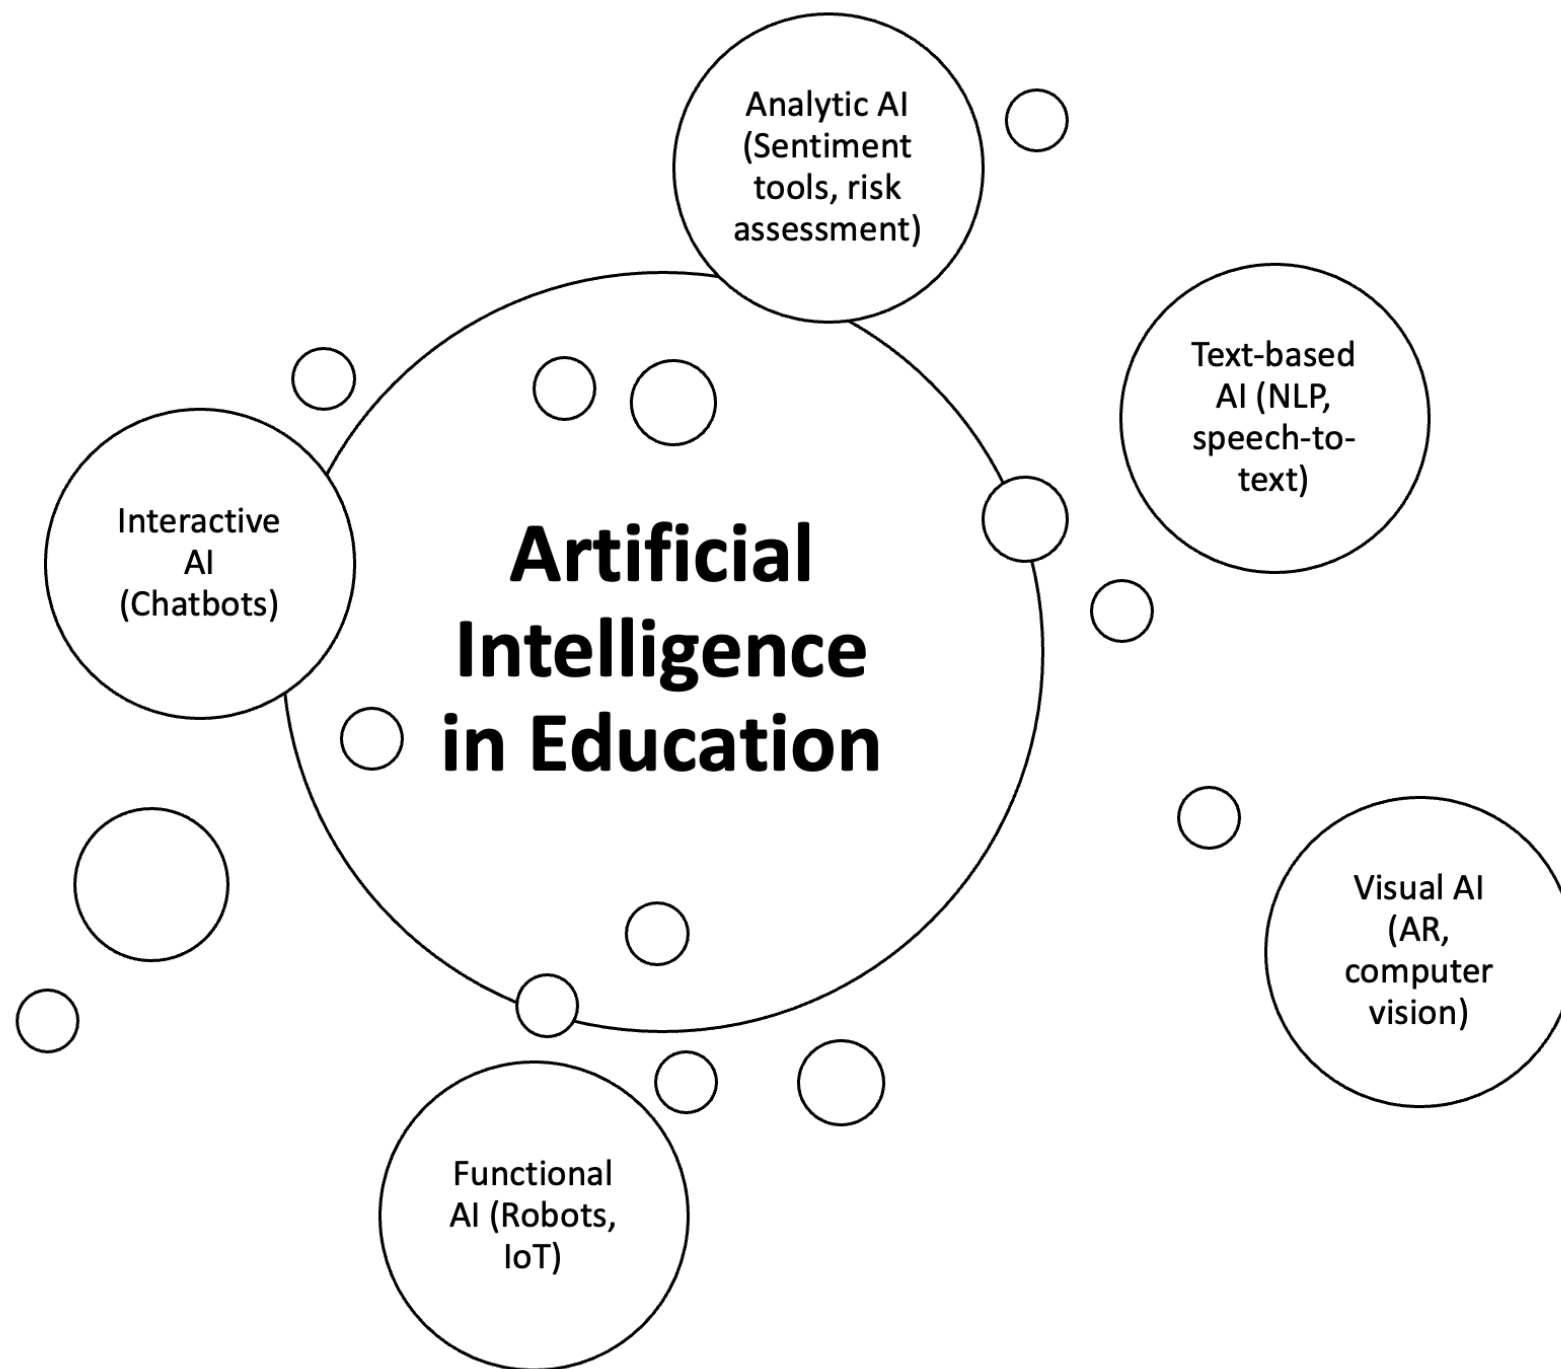 Analytic AI
(Sentiment
tools, risk
assessment)
Text-based
AI (NLP,
speech-to-
text)
Interactive
AI
(Chatbots)
Artificial
Intelligence
in Education
Visual AI
(AR,
computer
vision)
Functional
AI (Robots,
IoT)